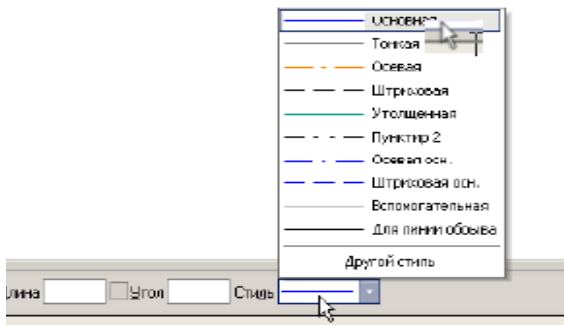 Основная
Тонкая
Осевая
Штриховая
Утолщенная
Пунктир 2
Осевая осн.
Штриховая осн.
Вспомогательная
Для линии обрыва
Другой стиль
Длина Угол Стиль